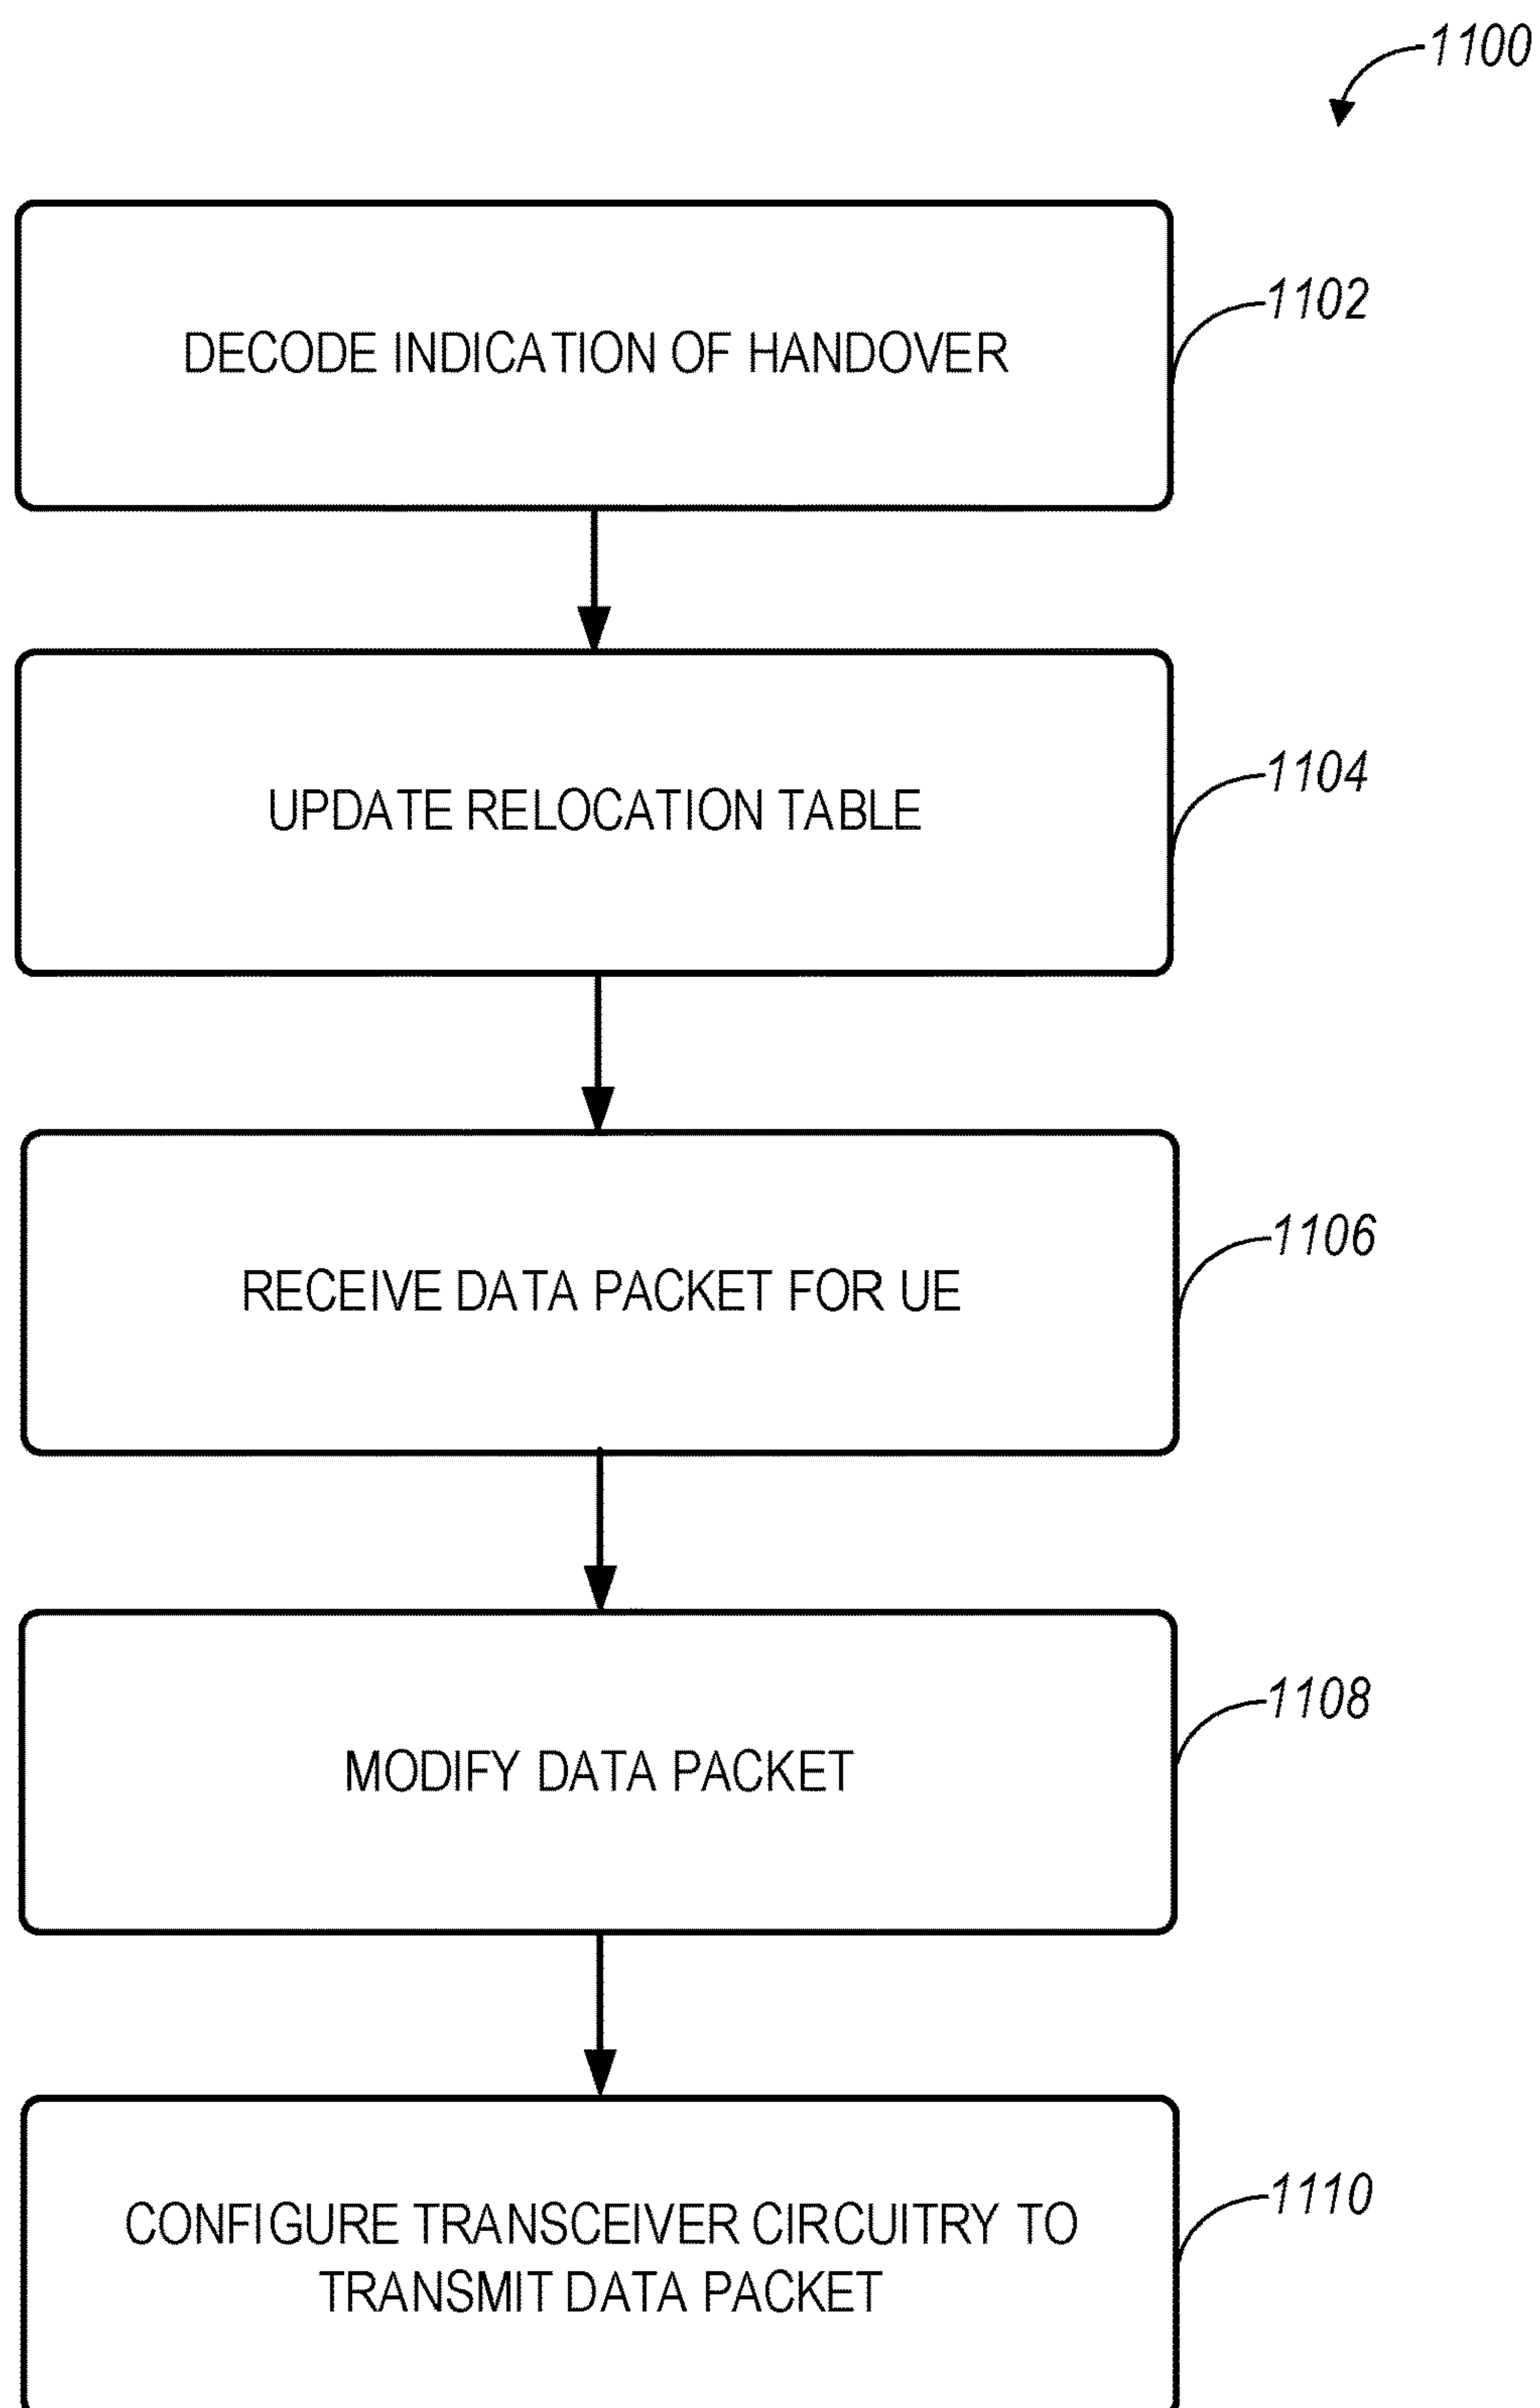 1100
DECODE INDICATION OF HANDOVER
1102
UPDATE RELOCATION TABLE
1104
RECEIVE DATA PACKET FOR UE
1106
MODIFY DATA PACKET
1108
CONFIGURE TRANSCEIVER CIRCUITRY TO
TRANSMIT DATA PACKET
1110